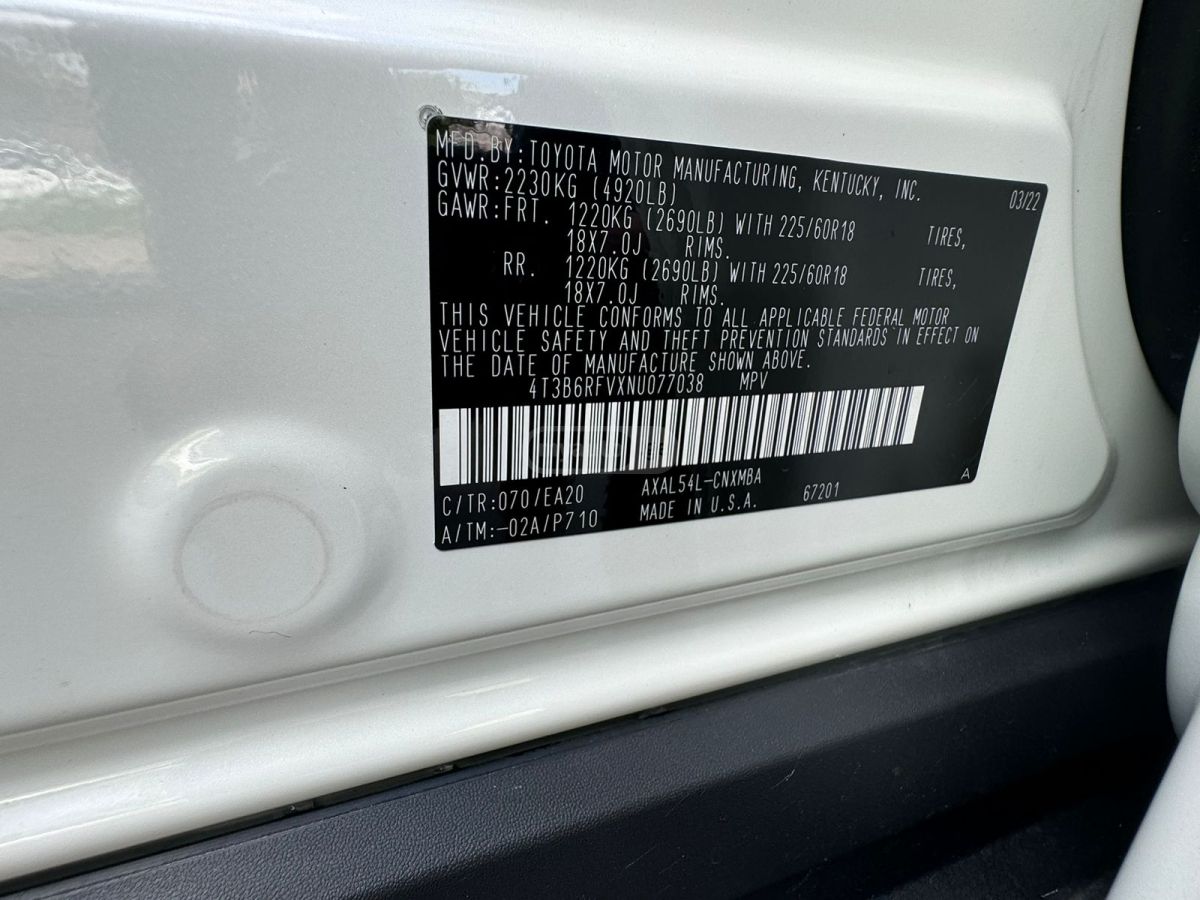 MFD.BY:TOYOTA MOTOR MANUFACTURING, KENTUCKY, INC. 03/22
GVWR:2230KG (4920LB)
GAWR:FRT. 1220KG (2690LB) WITH 225/60R18 TIRES,
18X7.0J RIMS.
RR. 1220KG (2690LB) WITH 225/60R18 TIRES,
18X7.0J RIMS.
THIS VEHICLE CONFORMS TO ALL APPLICABLE FEDERAL MOTOR
VEHICLE SAFETY AND THEFT PREVENTION STANDARDS IN EFFECT ON
THE DATE OF MANUFACTURE SHOWN ABOVE.
4T3B6RFVXNU077038 MPV
C/TR:070/EA20 AXAL54L-CNXMBA 67201 A
A/TM:-02A/P710 MADE IN U.S.A.